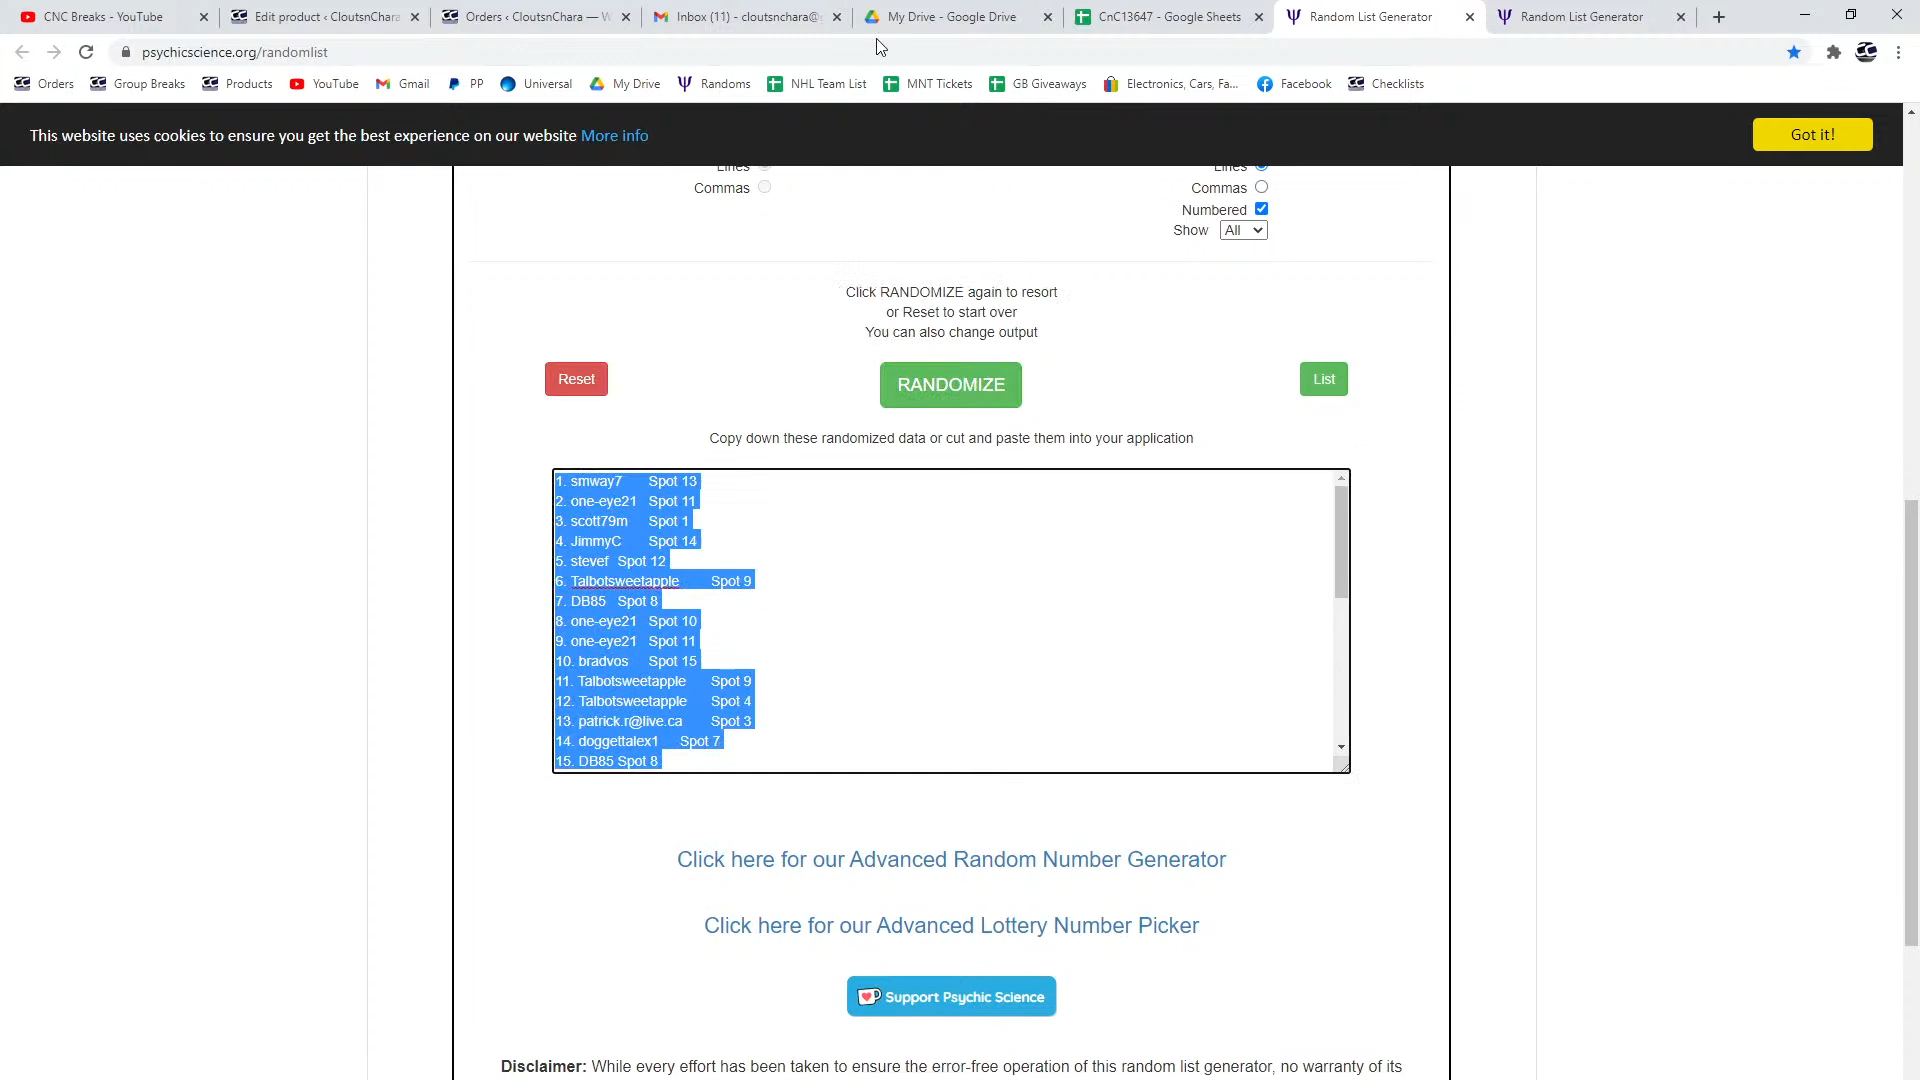 CNC Breaks - YouTube
Edit product ‹ CloutsnChara
Orders ‹ CloutsnChara — W
Inbox (11) - cloutsnchara@
My Drive - Google Drive
CnC13647 - Google Sheets
Random List Generator
Random List Generator
psychicscience.org/randomlist
Orders
Group Breaks
Products
YouTube
Gmail
PP
Universal
My Drive
Randoms
NHL Team List
MNT Tickets
GB Giveaways
Electronics, Cars, Fa...
Facebook
Checklists
This website uses cookies to ensure you get the best experience on our website More info
Got it!
Lines
Lines
Commas
Commas
Numbered
Show All
Click RANDOMIZE again to resort
or Reset to start over
You can also change output
Reset
RANDOMIZE
List
Copy down these randomized data or cut and paste them into your application
1. smway7 Spot 13
2. one-eye21 Spot 11
3. scott79m Spot 1
4. JimmyC Spot 14
5. stevef Spot 12
6. Talbotsweetapple Spot 9
7. DB85 Spot 8
8. one-eye21 Spot 10
9. one-eye21 Spot 11
10. bradvos Spot 15
11. Talbotsweetapple Spot 9
12. Talbotsweetapple Spot 4
13. patrick.r@live.ca Spot 3
14. doggettalex1 Spot 7
15. DB85 Spot 8
Click here for our Advanced Random Number Generator
Click here for our Advanced Lottery Number Picker
Support Psychic Science
Disclaimer: While every effort has been taken to ensure the error-free operation of this random list generator, no warranty of its